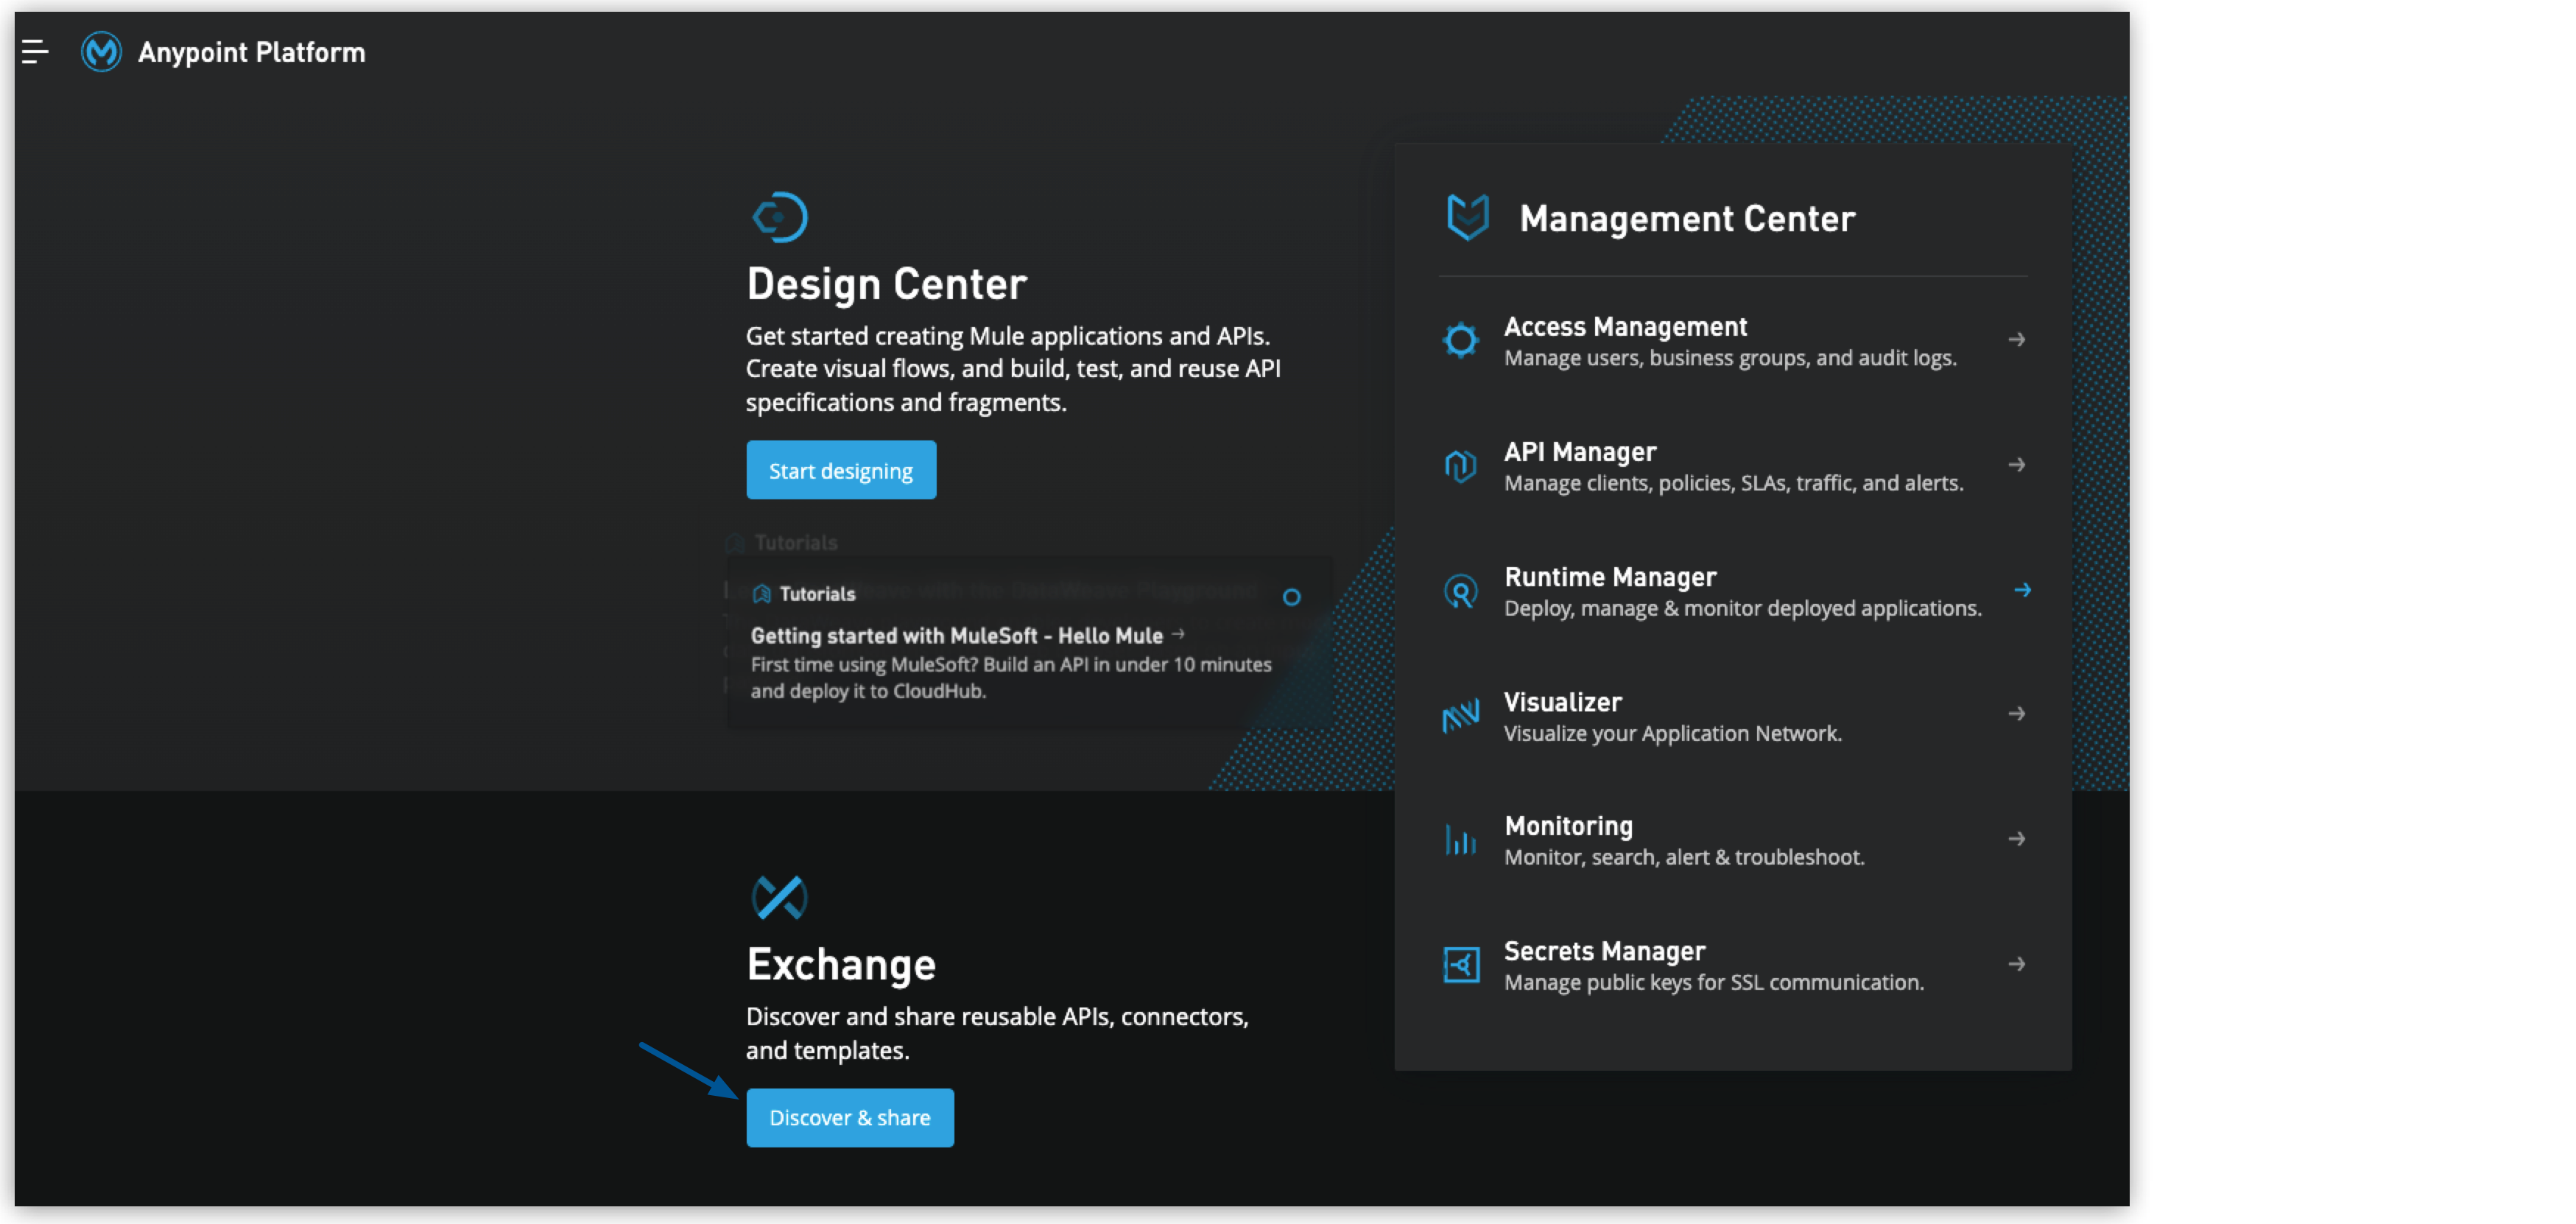 Anypoint Platform
Design Center
Get started creating Mule applications and APIs.
Create visual flows, and build, test, and reuse API
specifications and fragments.
Start designing
Tutorials
Tutorials
Getting started with MuleSoft - Hello Mule →
First time using MuleSoft? Build an API in under 10 minutes
and deploy it to CloudHub.
Exchange
Discover and share reusable APIs, connectors,
and templates.
Discover & share
Management Center
Access Management
Manage users, business groups, and audit logs.
API Manager
Manage clients, policies, SLAs, traffic, and alerts.
Runtime Manager
Deploy, manage & monitor deployed applications.
Visualizer
Visualize your Application Network.
Monitoring
Monitor, search, alert & troubleshoot.
Secrets Manager
Manage public keys for SSL communication.